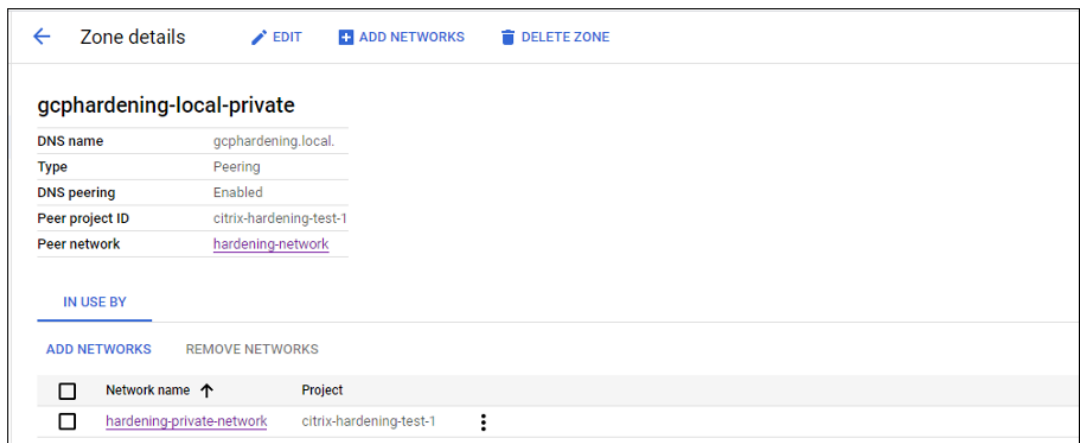 Zone details EDIT ADD NETWORKS DELETE ZONE
gcphardening-local-private
DNS name gcphardening.local.
Type Peering
DNS peering Enabled
Peer project ID citrix-hardening-test-1
Peer network hardening-network
IN USE BY
ADD NETWORKS REMOVE NETWORKS
Network name Project
hardening-private-network citrix-hardening-test-1